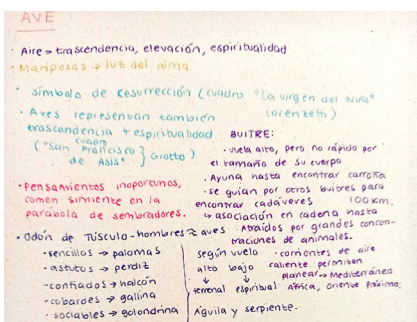 AVE
· Aire → trascendencia, elevación, espiritualidad
· Mariposas → luz del alma
· símbolo de Resurrección (cuadro "La virgen del Niño"
Lorenzetti)
· Aves representan también
trascendencia + espiritualidad
(cuadro
"San Francisco
de Asís" } Giotto)
· Pensamientos inoportunos,
comen simiente en la
parábola de sembradores.
· Odón de Túsculo - hombres ≈ aves
· sencillos → palomas
· astutos → perdiz
· confiados → halcón
· cobardes → gallina
· sociables → golondrina
BUITRE:
· vuela alto, pero no rápido por
el tamaño de su cuerpo
· Ayuna hasta encontrar carroña
· se guían por otros buitres para
encontrar cadáveres 100km.
↳ asociación en cadena hasta
· Atraídos por grandes concen-
traciones de animales.
· corrientes de aire
caliente permiten
planear → Mediterráneo
África, oriente próximo.
según vuelo
alto bajo
terrenal espiritual
Águila y serpiente.